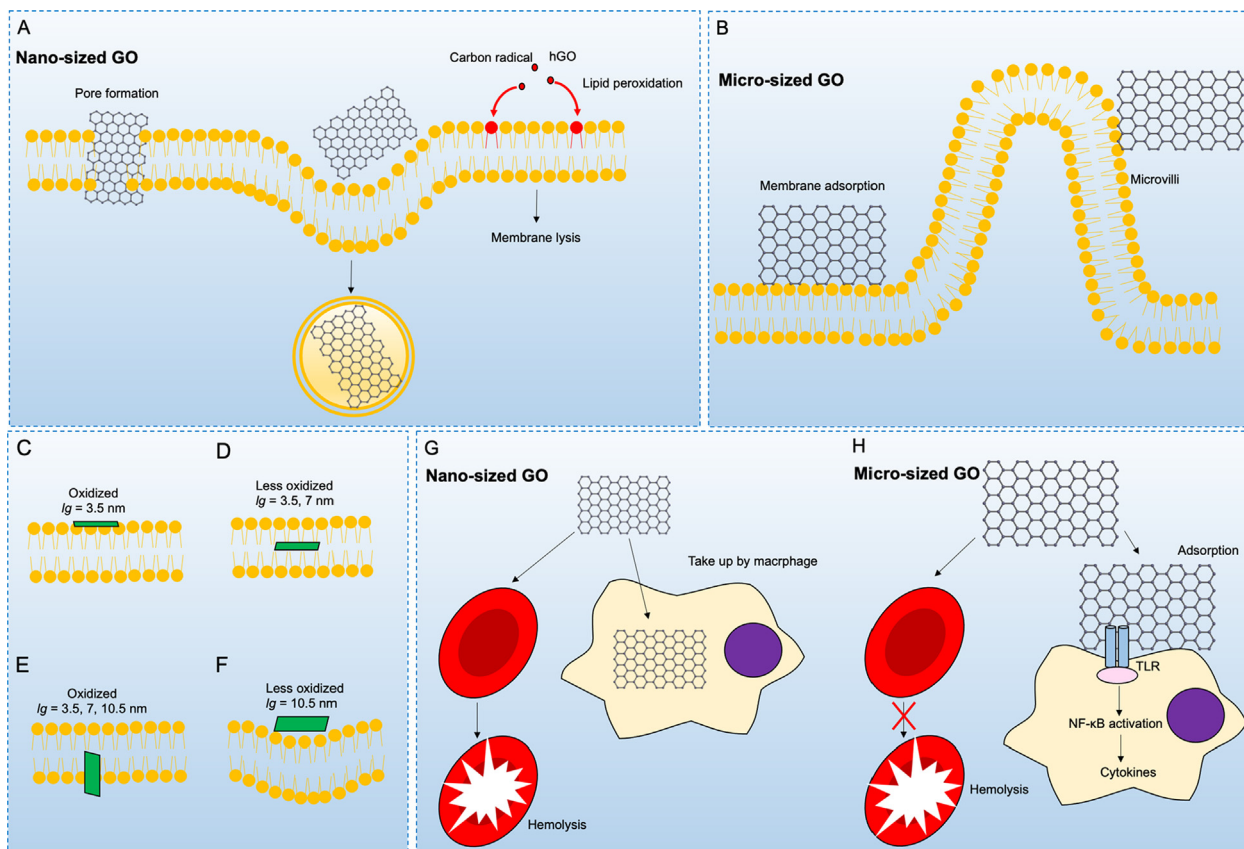 A
Nano-sized GO
Pore formation
Carbon radical
hGO
Lipid peroxidation
Membrane lysis
B
Micro-sized GO
Membrane adsorption
Microvilli
C
Oxidized
lg = 3.5 nm
D
Less oxidized
lg = 3.5, 7 nm
E
Oxidized
lg = 3.5, 7, 10.5 nm
F
Less oxidized
lg = 10.5 nm
G
Nano-sized GO
Take up by macrphage
Hemolysis
H
Micro-sized GO
Adsorption
TLR
NF-κB activation
Cytokines
Hemolysis